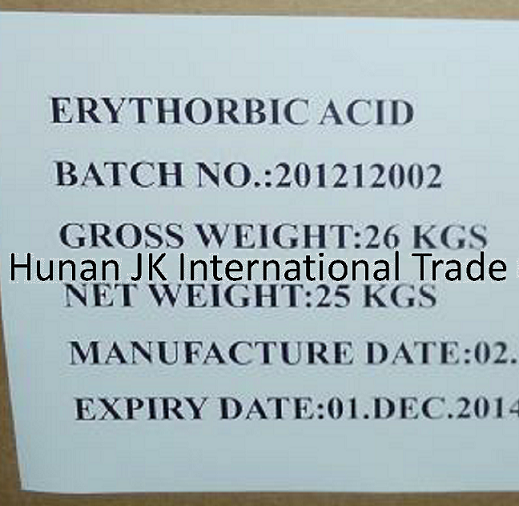 ERYTHORBIC ACID
BATCH NO.:201212002
GROSS WEIGHT:26 KGS
Hunan JK International Trade
NET WEIGHT:25 KGS
MANUFACTURE DATE:02.
EXPIRY DATE:01.DEC.2014